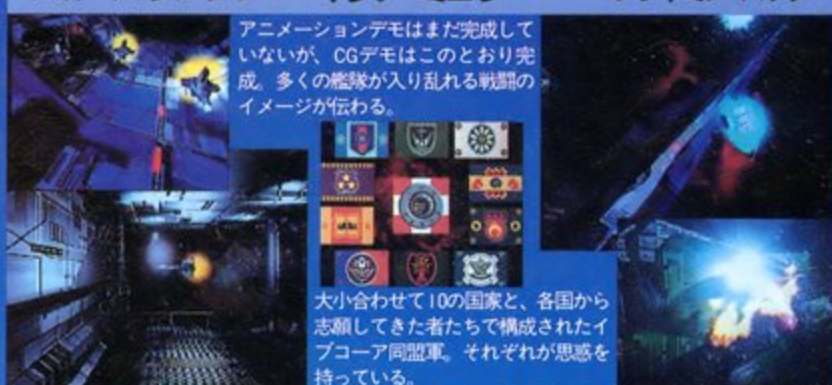 アニメーションデモはまだ完成して
いないが、CGデモはこのとおり完
成。多くの艦隊が入り乱れる戦闘の
イメージが伝わる。
大小合わせて10の国家と、各国から
志願してきた者たちで構成されたイ
ブコーア同盟軍。それぞれが思惑を
持っている。